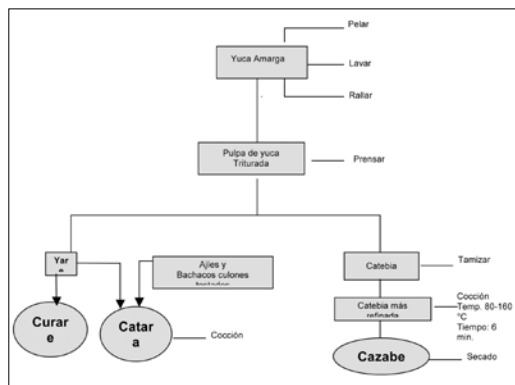 Pelar
Yuca Amarga
Lavar
Rallar
Pulpa de yuca
Triturada
Prensar
Yar
Ajíes y
Bachacos culones
Catebia
Tamizar
Curar
e
Catar
a
Cocción
Catebia más
refinada
Cocción
Temp. 80-160
°C
Tiempo: 6
min.
Cazabe
Secado